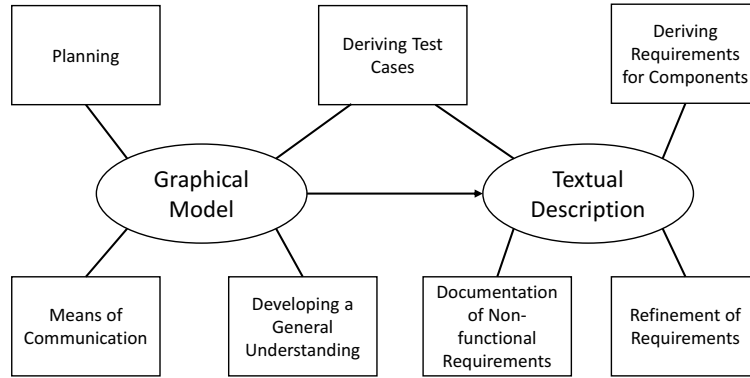 Planning
Deriving Test
Cases
Deriving
Requirements
for Components
Graphical
Model
Textual
Description
Means of
Communication
Developing a
General
Understanding
Documentation
of Non-
functional
Requirements
Refinement of
Requirements